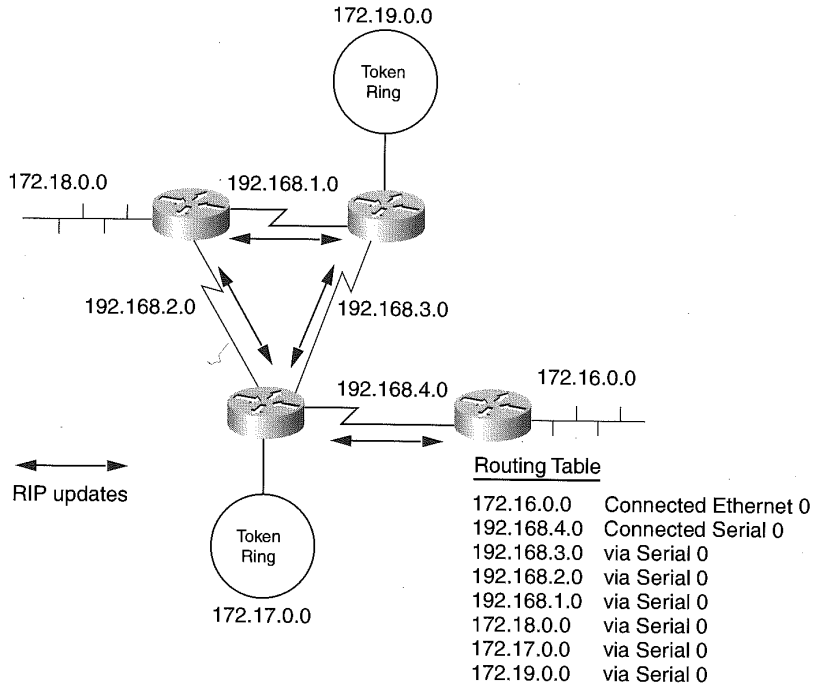 172.19.0.0
Token
Ring
172.18.0.0
192.168.1.0
192.168.2.0
192.168.3.0
192.168.4.0
172.16.0.0
RIP updates
Token
Ring
172.17.0.0
Routing Table
172.16.0.0 Connected Ethernet 0
192.168.4.0 Connected Serial 0
192.168.3.0 via Serial 0
192.168.2.0 via Serial 0
192.168.1.0 via Serial 0
172.18.0.0 via Serial 0
172.17.0.0 via Serial 0
172.19.0.0 via Serial 0